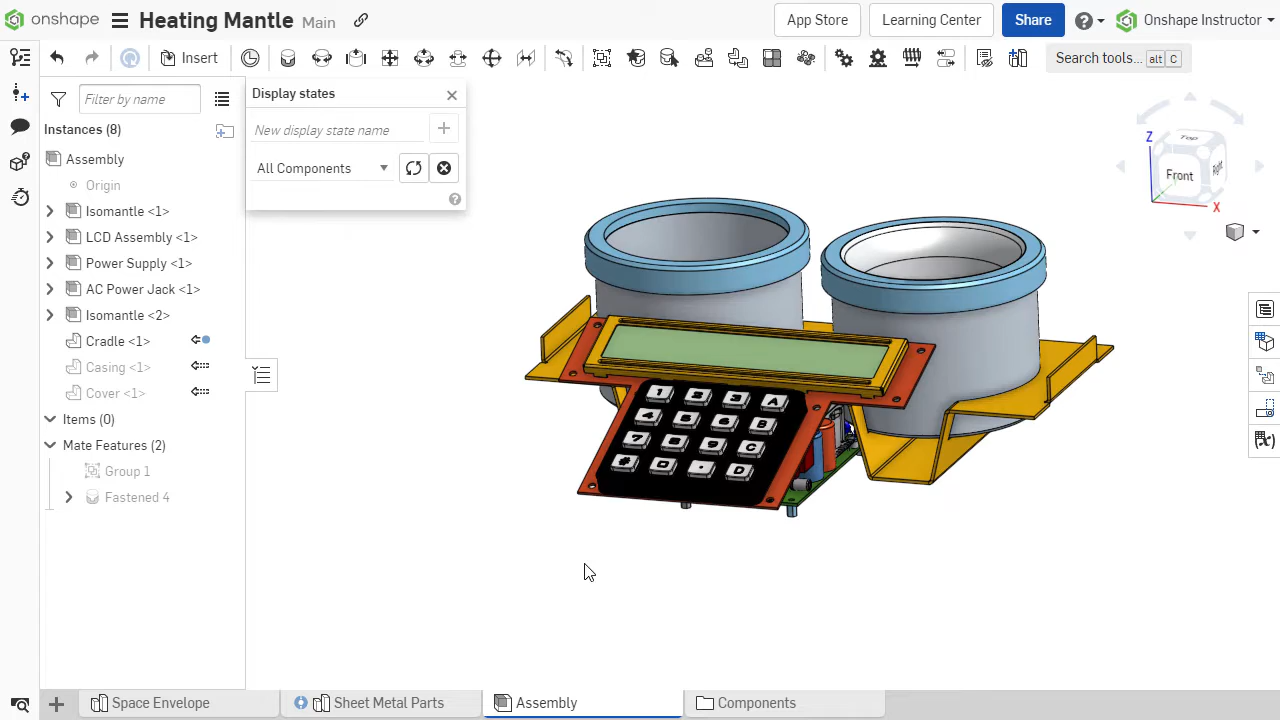 onshape
Heating Mantle Main
App Store
Learning Center
Share
Onshape Instructor
Insert
Search tools... alt C
Filter by name
Instances (8)
Assembly
Origin
Isomantle <1>
LCD Assembly <1>
Power Supply <1>
AC Power Jack <1>
Isomantle <2>
Cradle <1>
Casing <1>
Cover <1>
Items (0)
Mate Features (2)
Group 1
Fastened 4
Display states
New display state name
All Components
Top
Z
Front
Right
X
1 2 3 A
4 5 6 B
7 8 9 C
# 0 · D
Space Envelope
Sheet Metal Parts
Assembly
Components